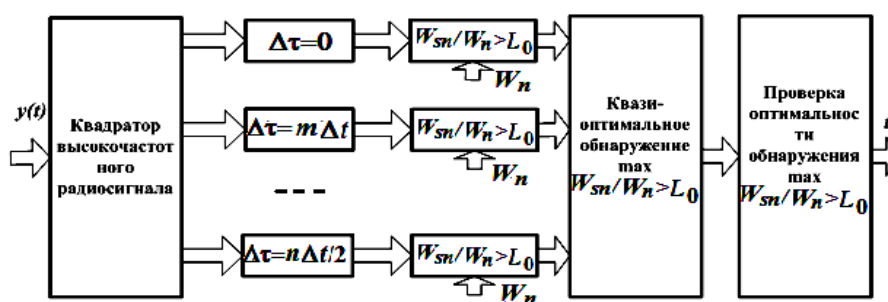 y(t)
Квадратор
высокочастот
ного
радиосигнала
Δτ=0
W_sn/W_n>L_0
W_n
Δτ=mΔt
W_sn/W_n>L_0
W_n
Δτ=nΔt/2
W_sn/W_n>L_0
W_n
Квази-
оптимальное
обнаружение
max
W_sn/W_n>L_0
Проверка
оптимальнос
ти
обнаружения
max
W_sn/W_n>L_0